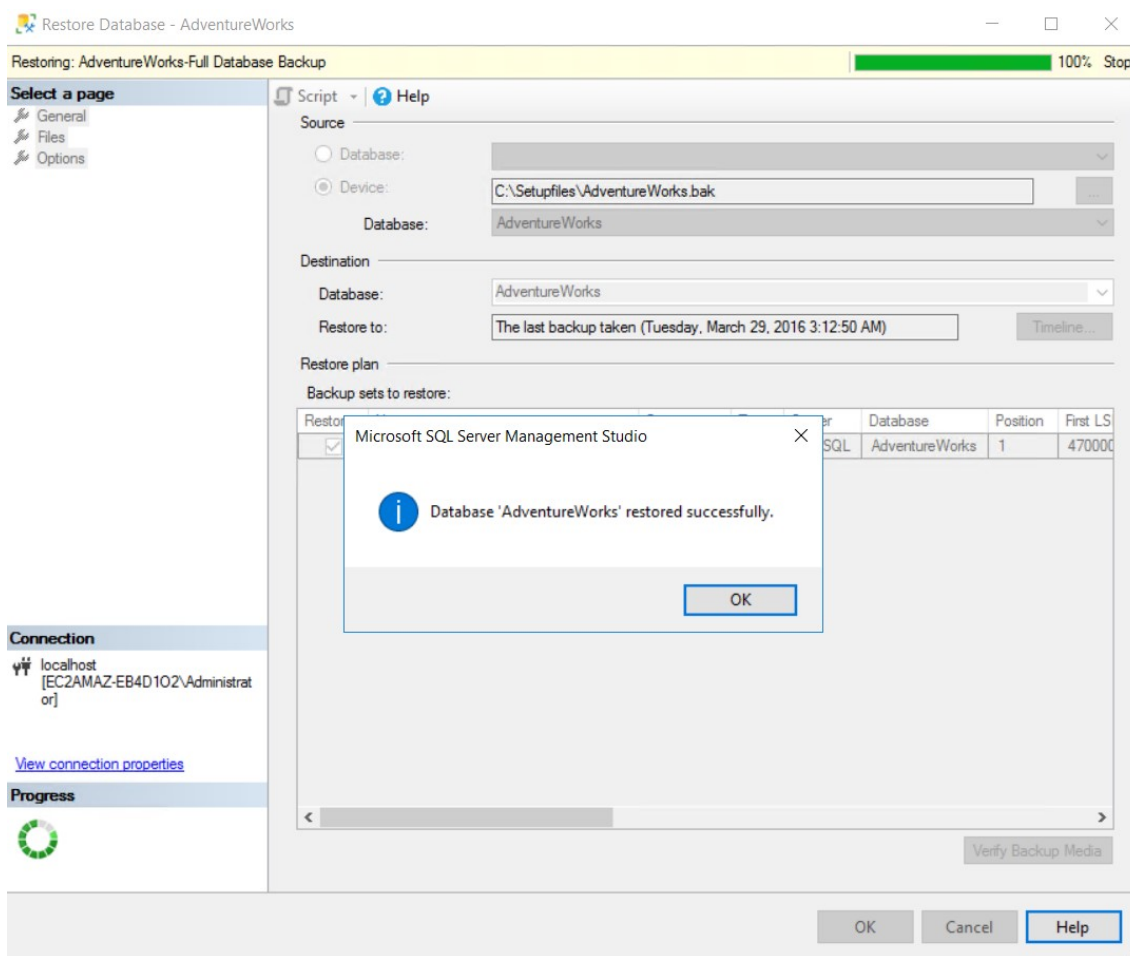 Restore Database - AdventureWorks
Restoring: AdventureWorks-Full Database Backup
100% Stop
Select a page
General
Files
Options
Script
Help
Source
Database:
Device:
C:\Setupfiles\AdventureWorks.bak
...
Database:
AdventureWorks
Destination
Database:
AdventureWorks
Restore to:
The last backup taken (Tuesday, March 29, 2016 3:12:50 AM)
Timeline...
Restore plan
Backup sets to restore:
Database Position First LS
SQL AdventureWorks 1 470000
Microsoft SQL Server Management Studio
Database 'AdventureWorks' restored successfully.
OK
Connection
localhost
[EC2AMAZ-EB4D1O2\Administrat
or]
View connection properties
Progress
Verify Backup Media
OK Cancel Help